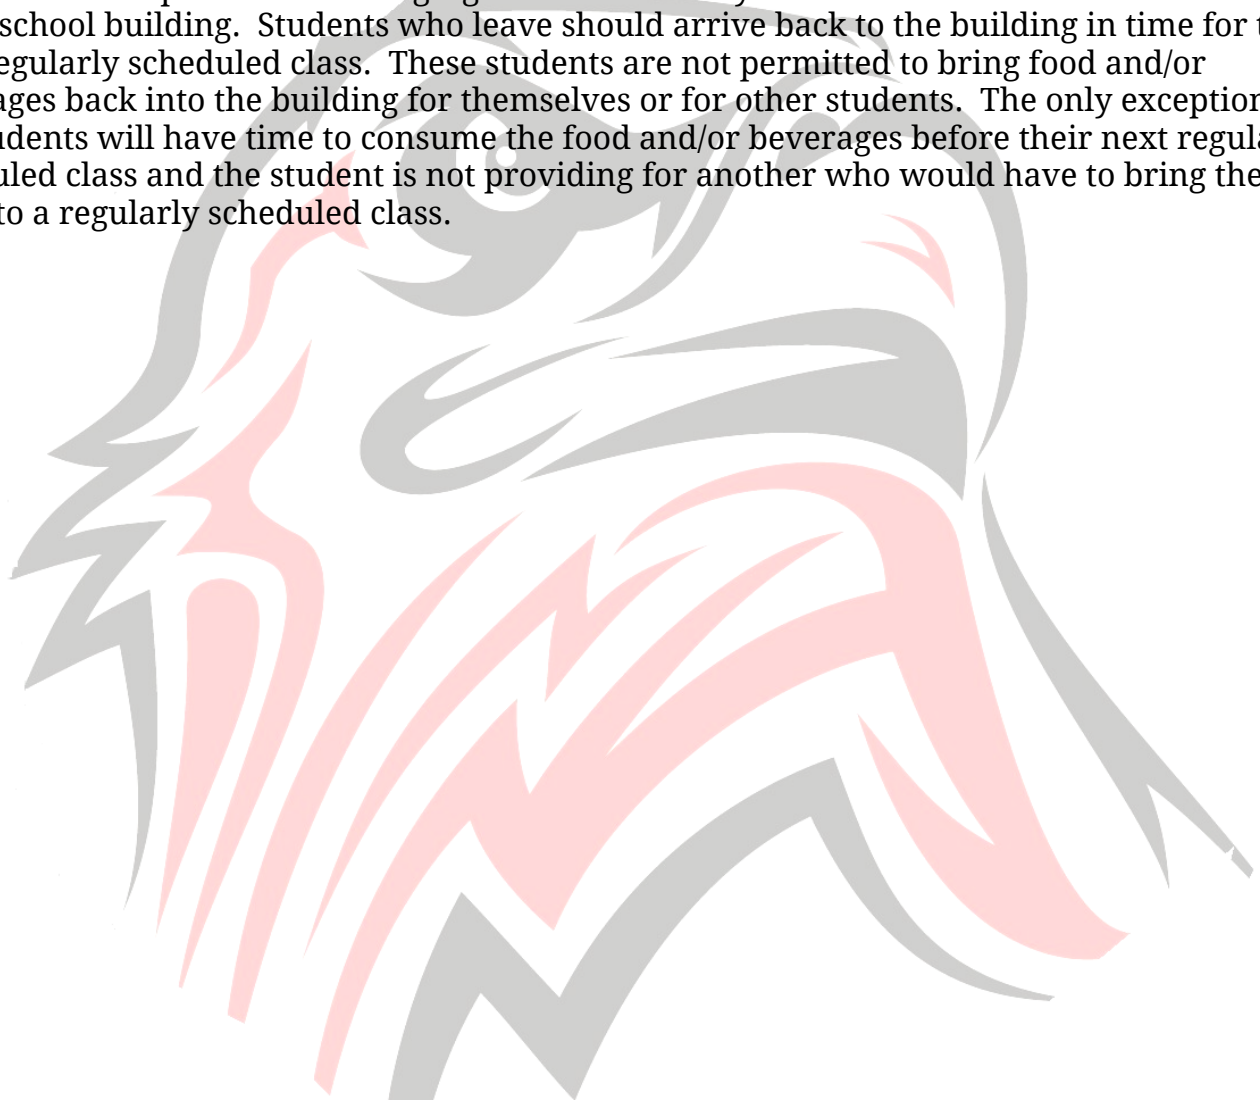 school building. Students who leave should arrive back to the building in time for
egularly scheduled class. These students are not permitted to bring food and/or
ages back into the building for themselves or for other students. The only exception
udents will have time to consume the food and/or beverages before their next regula
uled class and the student is not providing for another who would have to bring the
to a regularly scheduled class.